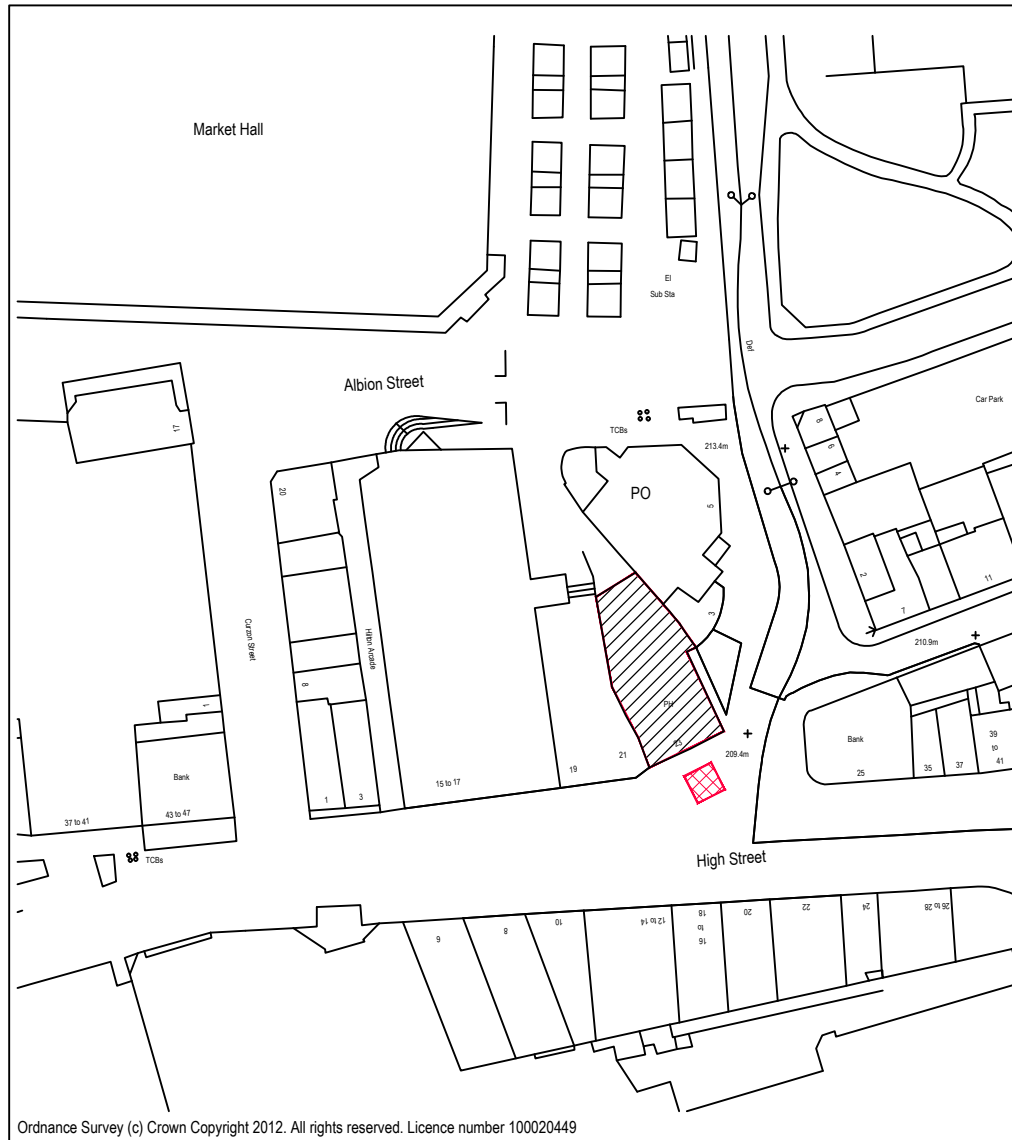 Market Hall
El
Sub Sta
Def
Albion Street
Car Park
TCBs
213.4m
17
8
6
4
20
PO
5
2
7
11
3
210.9m
Curzon Street
Hilton Arcade
8
PH
23
209.4m
1
Bank
Bank
21
19
15 to 17
1
3
25
35
37
39
to
41
37 to 41
43 to 47
TCBs
High Street
6
8
10
12 to 14
18
to
16
20
22
24
26 to 28
Ordnance Survey (c) Crown Copyright 2012. All rights reserved. Licence number 100020449